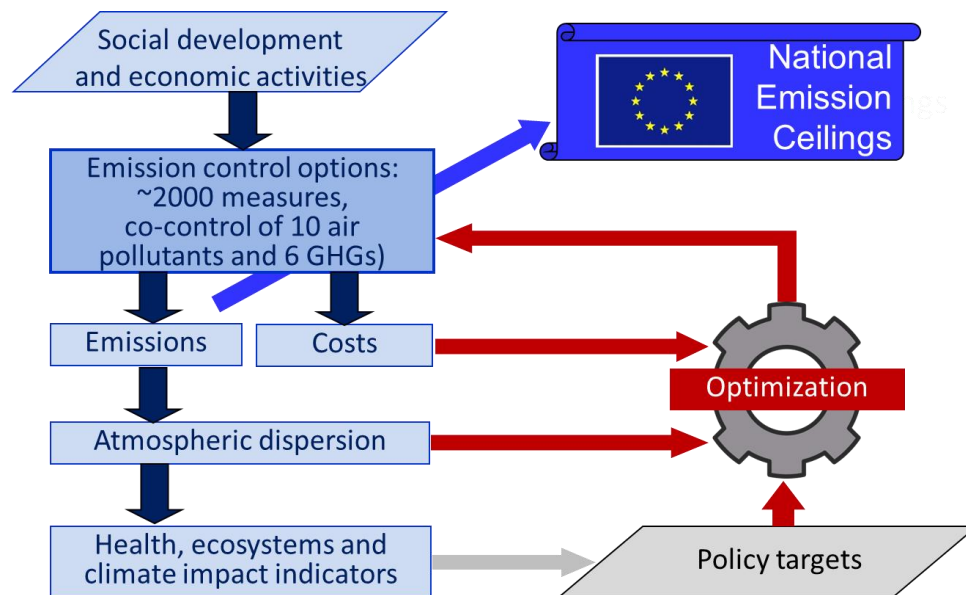 Social development
and economic activities
National
Emission
Ceilings
Emission control options:
~2000 measures,
co-control of 10 air
pollutants and 6 GHGs)
Emissions
Costs
Optimization
Atmospheric dispersion
Health, ecosystems and
climate impact indicators
Policy targets